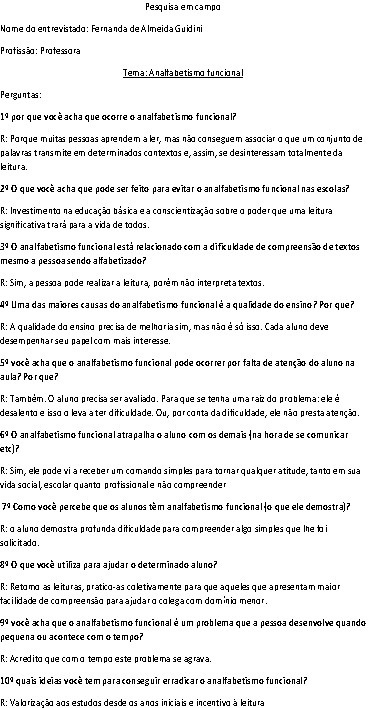 Pesquisa em campo
Nome do entrevistado: Fernanda de Almeida Guidini
Profissão: Professora
Tema: Analfabetismo funcional
Perguntas:
1º por que você acha que ocorre o analfabetismo funcional?
R: Porque muitas pessoas aprendem a ler, mas não conseguem associar o que um conjunto de
palavras transmite em determinados contextos e, assim, se desinteressam totalmente da
leitura.
2º O que você acha que pode ser feito para evitar o analfabetismo funcional nas escolas?
R: Investimento na educação básica e a conscientização sobre o poder que uma leitura
significativa trará para a vida de todos.
3º O analfabetismo funcional está relacionado com a dificuldade de compreensão de textos
mesmo a pessoa sendo alfabetizado?
R: Sim, a pessoa pode realizar a leitura, porém não interpreta textos.
4º Uma das maiores causas do analfabetismo funcional é a qualidade do ensino? Por que?
R: A qualidade do ensino precisa de melhoria sim, mas não é só isso. Cada aluno deve
desempenhar seu papel com mais interesse.
5º você acha que o analfabetismo funcional pode ocorrer por falta de atenção do aluno na
aula? Por que?
R: Também. O aluno precisa ser avaliado. Para que se tenha uma raiz do problema: ele é
desalento e isso o leva a ter dificuldade. Ou, por conta da dificuldade, ele não presta atenção.
6º O analfabetismo funcional atrapalha o aluno com os demais (na hora de se comunicar
etc)?
R: Sim, ele pode vi a receber um comando simples para tornar qualquer atitude, tanto em sua
vida social, escolar quanto profissional e não compreender
7º Como você percebe que os alunos têm analfabetismo funcional (o que ele demostra)?
R: o aluno demostra profunda dificuldade para compreender algo simples que lhe foi
solicitado.
8º O que você utiliza para ajudar o determinado aluno?
R: Retomo as leituras, pratico-as coletivamente para que aqueles que apresentam maior
facilidade de compreensão para ajudar o colega com domínio menor.
9º você acha que o analfabetismo funcional é um problema que a pessoa desenvolve quando
pequena ou acontece com o tempo?
R: Acredito que com o tempo este problema se agrava.
10º quais ideias você tem para conseguir erradicar o analfabetismo funcional?
R: Valorização aos estudos desde os anos iniciais e incentivo à leitura